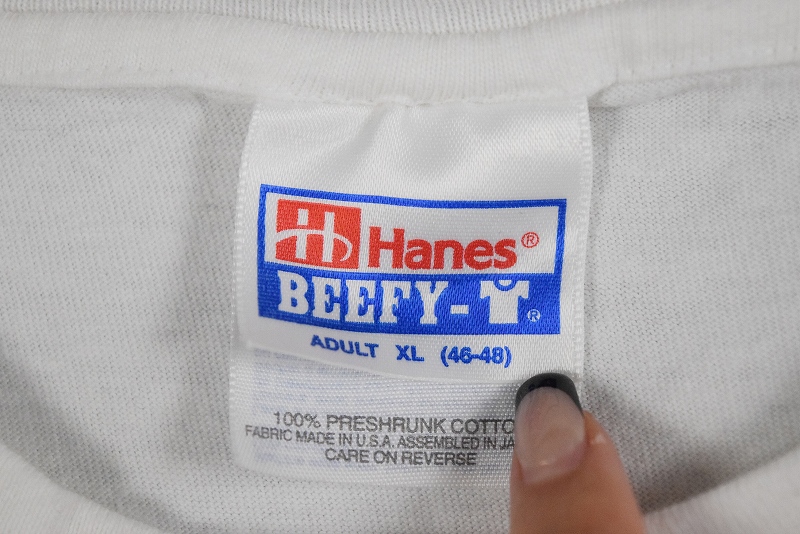 H Hanes®
BEEFY-T®
ADULT XL (46-48)
100% PRESHRUNK COTTO
FABRIC MADE IN U.S.A. ASSEMBLED IN JA
CARE ON REVERSE